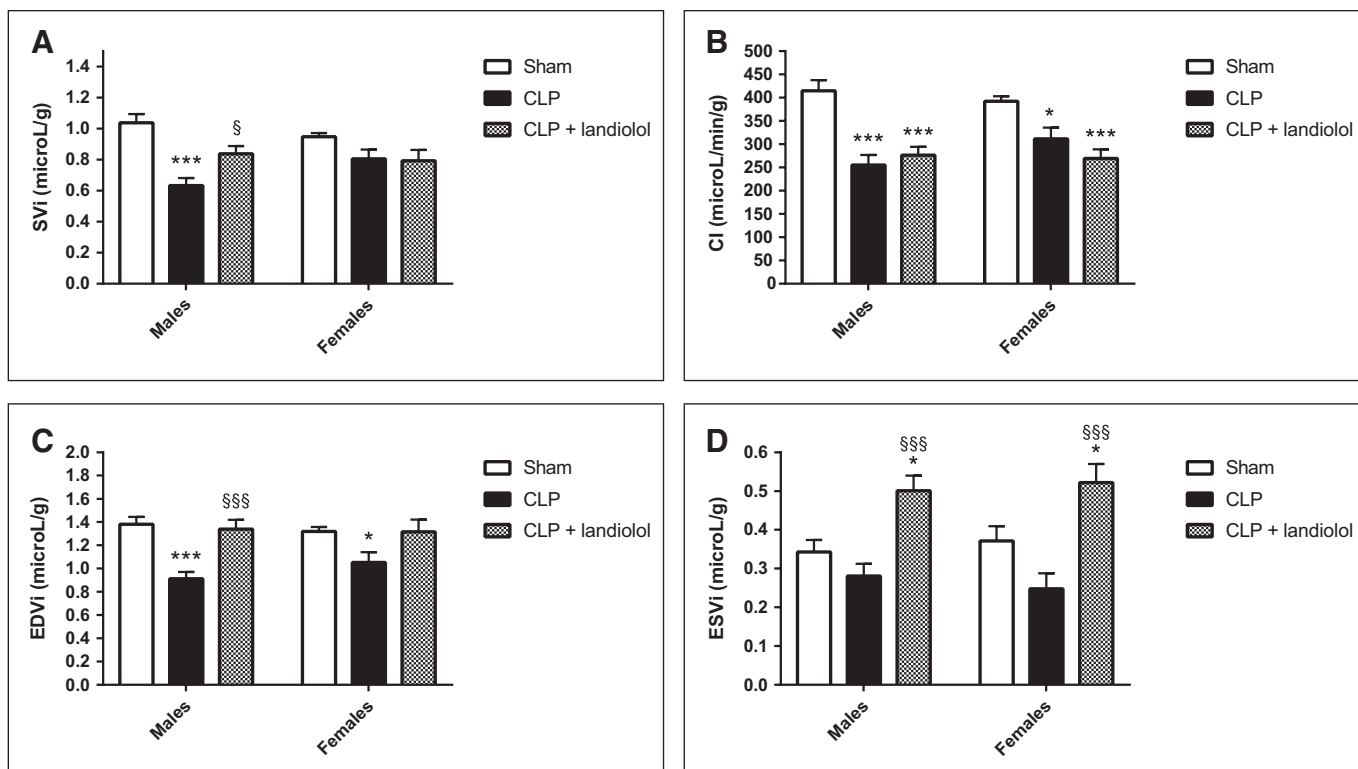 A
SVi (microL/g)
1.4
1.2
1.0
0.8
0.6
0.4
0.2
0.0
***
§
Males
Females
Sham
CLP
CLP + landiolol
B
CI (microL/min/g)
500
450
400
350
300
250
200
150
100
50
0
***
***
*
***
Males
Females
Sham
CLP
CLP + landiolol
C
EDVi (microL/g)
2.0
1.8
1.6
1.4
1.2
1.0
0.8
0.6
0.4
0.2
0.0
***
§§§
*
Males
Females
Sham
CLP
CLP + landiolol
D
ESVi (microL/g)
0.6
0.5
0.4
0.3
0.2
0.1
0.0
§§§
*
§§§
*
Males
Females
Sham
CLP
CLP + landiolol